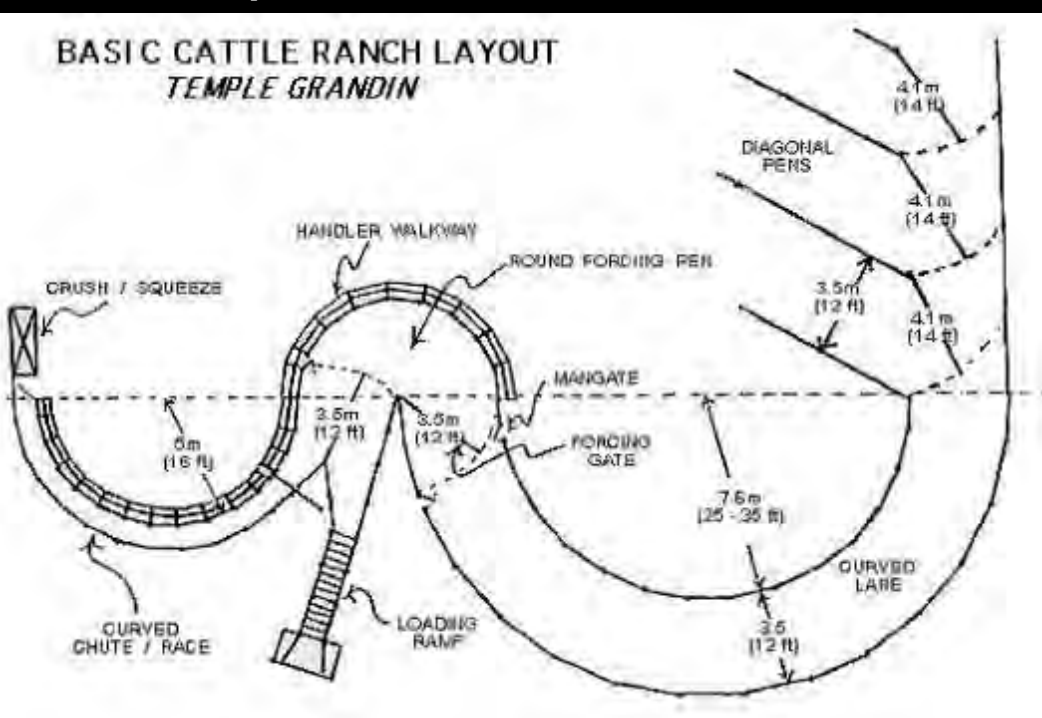 BASIC CATTLE RANCH LAYOUT
TEMPLE GRANDIN
4.1m
(14 ft)
DIAGONAL
PENS
4.1m
(14 ft)
HANDLER WALKWAY
ROUND FORDING PEN
CRUSH / SQUEEZE
3.5m
(12 ft)
4.1m
(14 ft)
MANGATE
3.5m
(12 ft)
3.5m
(12 ft)
5m
(16 ft)
FORDING
GATE
7.6m
(25 - 35 ft)
CURVED
LANE
CURVED
CHUTE / RACE
LOADING
RAMP
3.5
(12 ft)